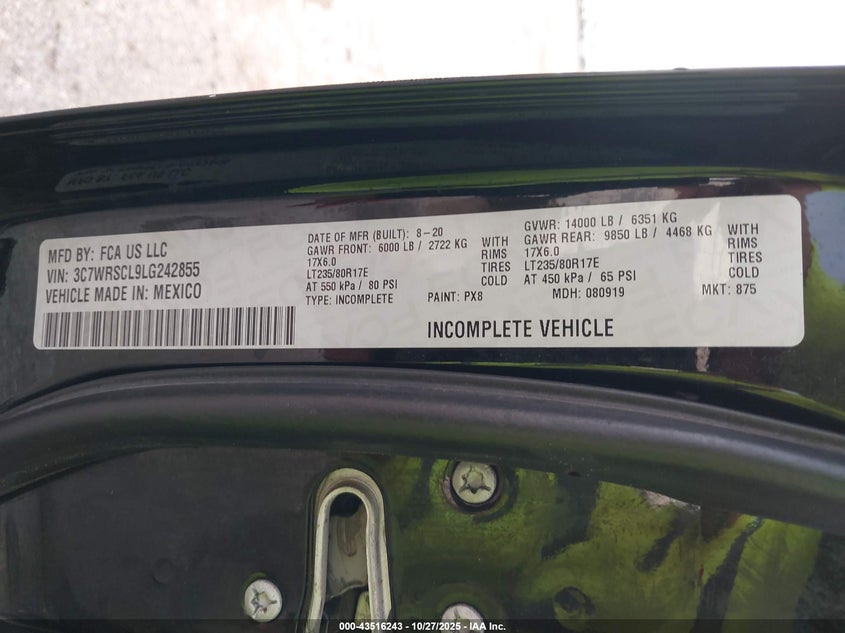 MFD BY: FCA US LLC
VIN: 3C7WRSCL9LG242855
VEHICLE MADE IN: MEXICO
DATE OF MFR (BUILT): 8-20
GAWR FRONT: 6000 LB / 2722 KG WITH
17X6.0 RIMS
LT235/80R17E TIRES
AT 550 kPa / 80 PSI COLD
TYPE: INCOMPLETE
PAINT: PX8
GVWR: 14000 LB / 6351 KG
GAWR REAR: 9850 LB / 4468 KG WITH
17X6.0 RIMS
LT235/80R17E TIRES
AT 450 kPa / 65 PSI COLD
MDH: 080919
MKT: 875
INCOMPLETE VEHICLE
000-43516243 | 10/27/2025 - IAA Inc.